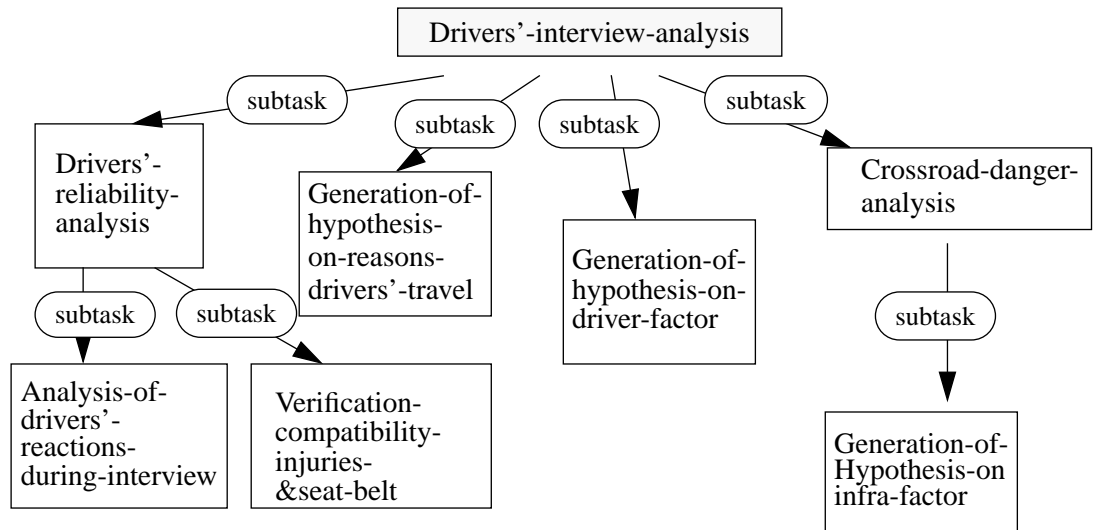 Drivers'-interview-analysis
subtask
subtask
subtask
subtask
Drivers'-
reliability-
analysis
Generation-of-
hypothesis-
on-reasons-
drivers'-travel
Generation-of-
hypothesis-on-
driver-factor
Crossroad-danger-
analysis
subtask
subtask
subtask
Analysis-of-
drivers'-
reactions-
during-interview
Verification-
compatibility-
injuries-
&seat-belt
Generation-of-
Hypothesis-on
infra-factor